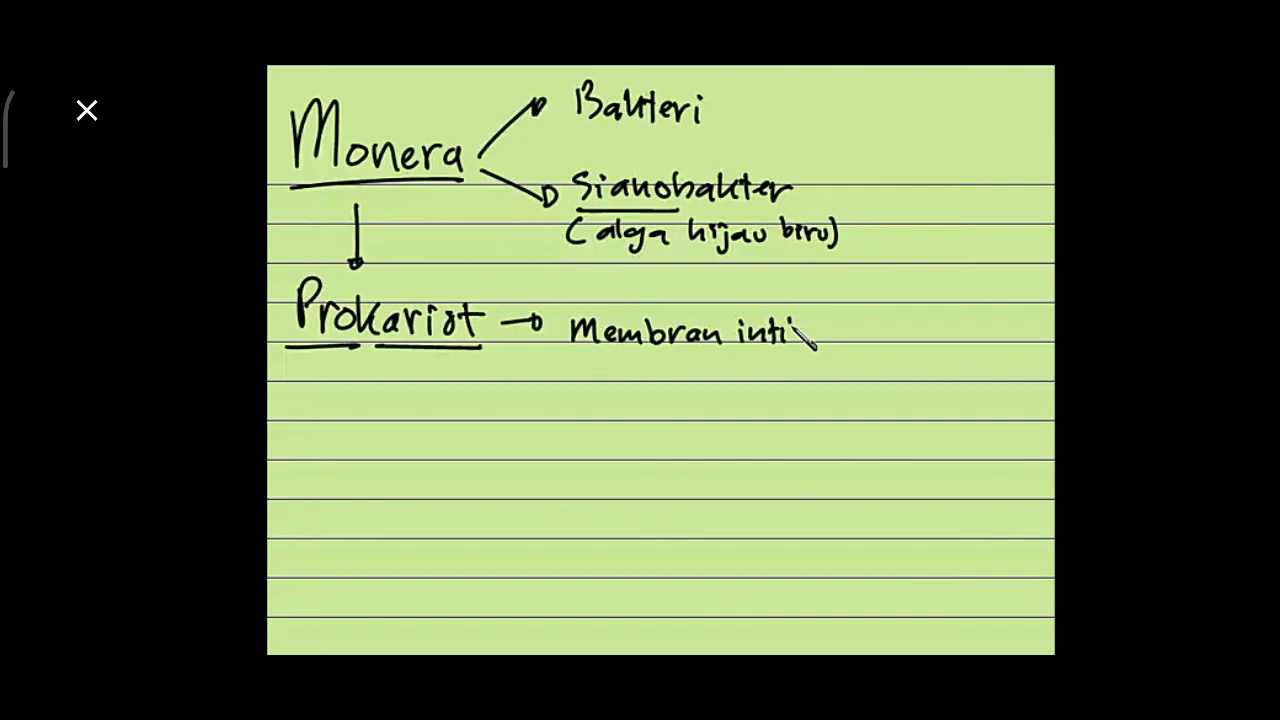 Monera
Bakteri
Sianobakter
(alga hijau biru)
Prokariot
Membran inti